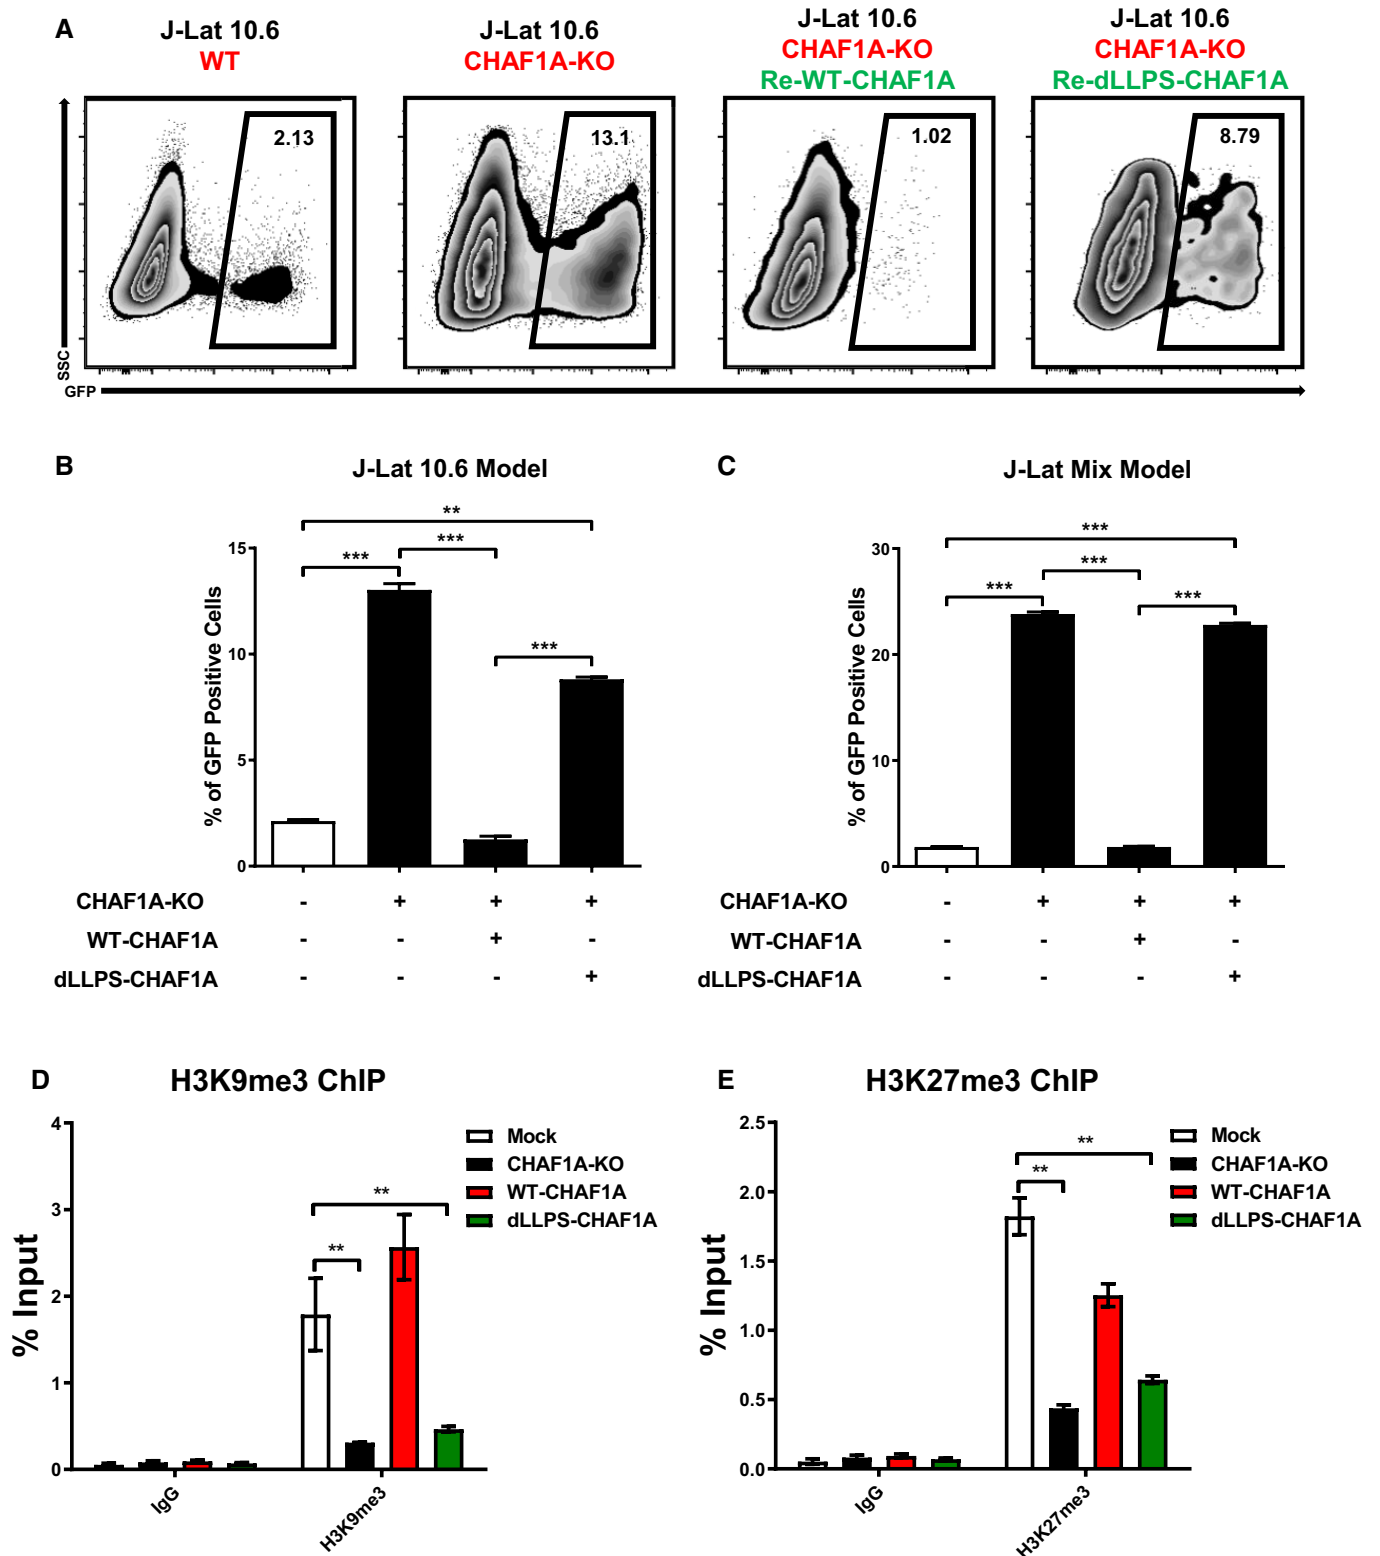 A
J-Lat 10.6
WT
J-Lat 10.6
CHAF1A-KO
J-Lat 10.6
CHAF1A-KO
Re-WT-CHAF1A
J-Lat 10.6
CHAF1A-KO
Re-dLLPS-CHAF1A
2.13
13.1
1.02
8.79
SSC
GFP
B
J-Lat 10.6 Model
% of GFP Positive Cells
15
10
5
0
**
***
***
***
CHAF1A-KO - + + +
WT-CHAF1A - - + -
dLLPS-CHAF1A - - - +
C
J-Lat Mix Model
% of GFP Positive Cells
30
20
10
0
***
***
***
***
CHAF1A-KO - + + +
WT-CHAF1A - - + -
dLLPS-CHAF1A - - - +
D
H3K9me3 ChIP
% Input
4
3
2
1
0
Mock
CHAF1A-KO
WT-CHAF1A
dLLPS-CHAF1A
**
**
IgG
H3K9me3
E
H3K27me3 ChIP
% Input
2.5
2.0
1.5
1.0
0.5
0.0
Mock
CHAF1A-KO
WT-CHAF1A
dLLPS-CHAF1A
**
**
IgG
H3K27me3